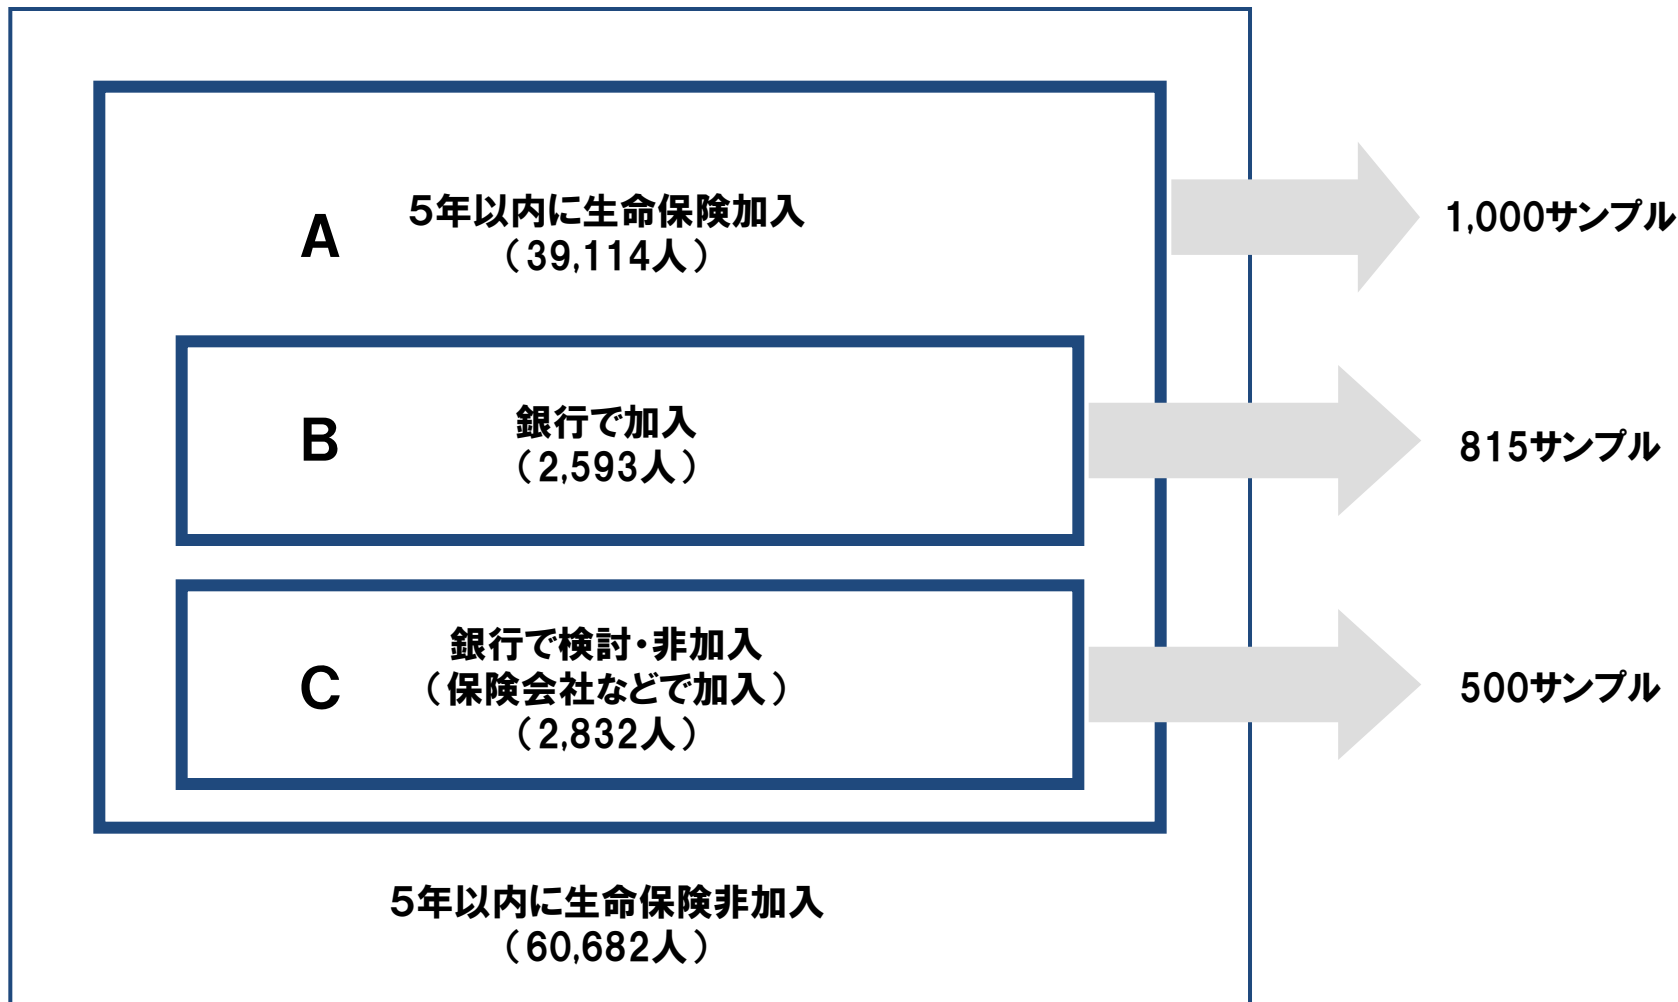 A
5年以内に生命保険加入
（39,114人）
1,000サンプル
B
銀行で加入
（2,593人）
815サンプル
C
銀行で検討・非加入
（保険会社などで加入）
（2,832人）
500サンプル
5年以内に生命保険非加入
（60,682人）